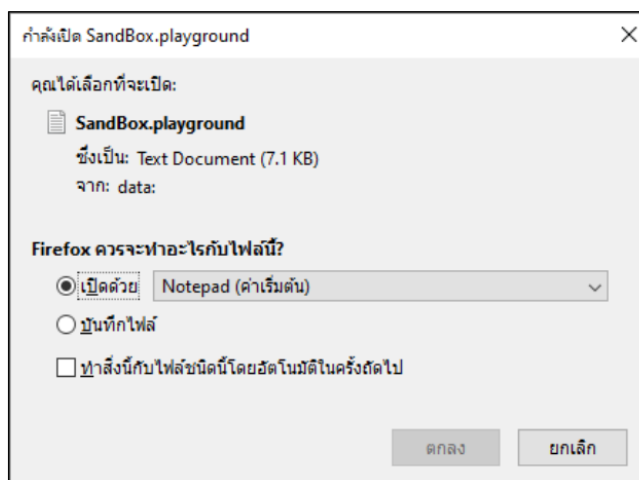 กำลังเปิด SandBox.playground
คุณได้เลือกที่จะเปิด:
SandBox.playground
ซึ่งเป็น: Text Document (7.1 KB)
จาก: data:
Firefox ควรจะทำอะไรกับไฟล์นี้?
เปิดด้วย Notepad (ค่าเริ่มต้น)
บันทึกไฟล์
ทำสิ่งนี้กับไฟล์ชนิดนี้โดยอัตโนมัติในครั้งถัดไป
ตกลง ยกเลิก